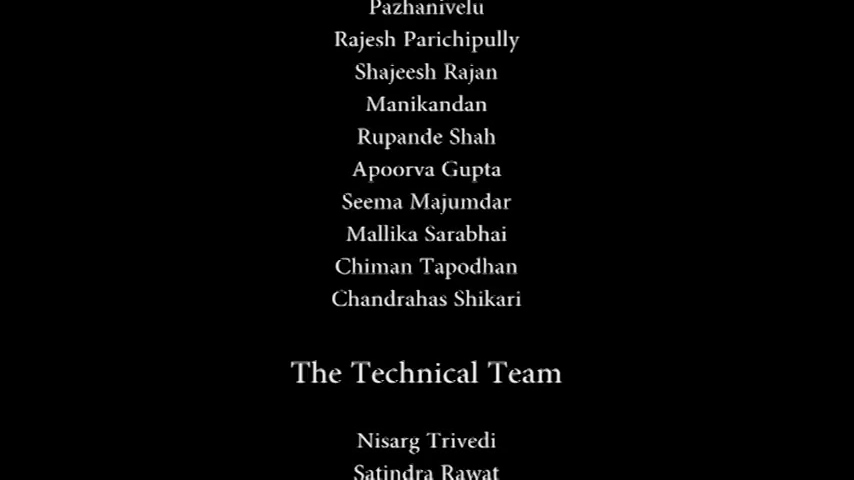 Pazhanivelu
Rajesh Parichipully
Shajeesh Rajan
Manikandan
Rupande Shah
Apoorva Gupta
Seema Majumdar
Mallika Sarabhai
Chiman Tapodhan
Chandrahas Shikari
The Technical Team
Nisarg Trivedi
Satindra Rawat